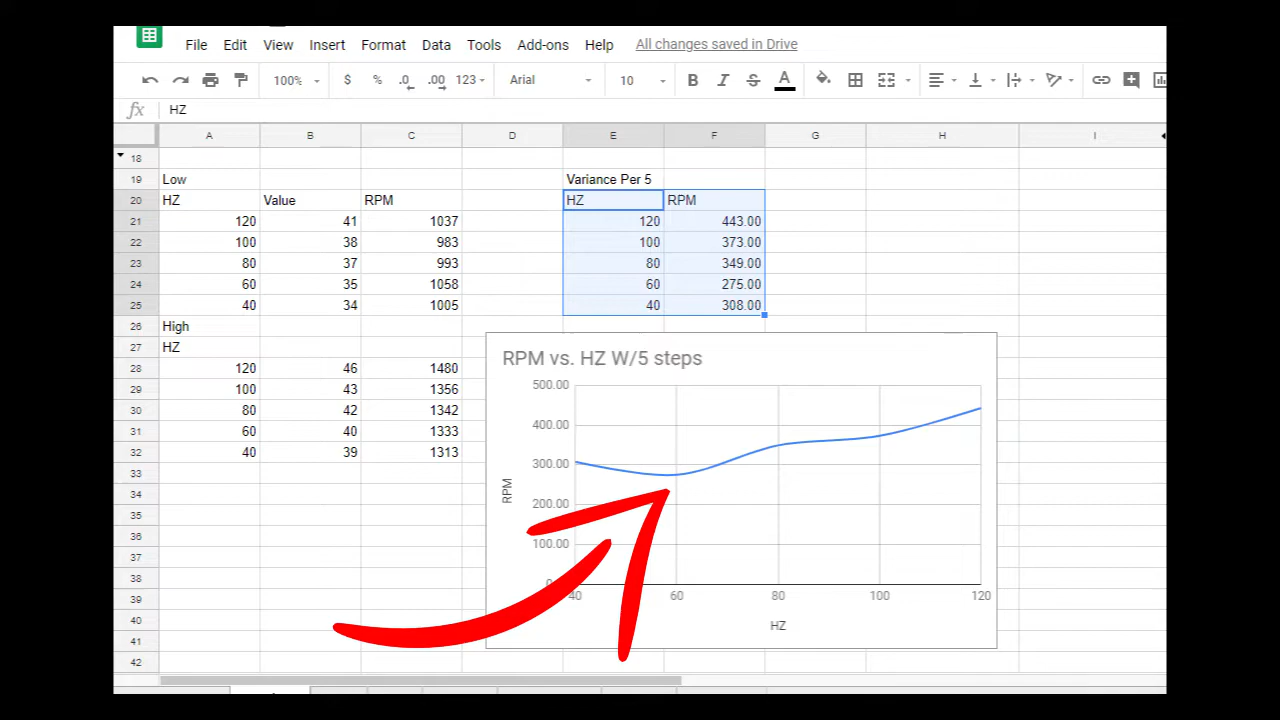 File Edit View Insert Format Data Tools Add-ons Help All changes saved in Drive
100% $ % .0 .00 123 Arial 10 B I S A
fx HZ
A B C D E F G H I
18
19 Low Variance Per 5
20 HZ Value RPM HZ RPM
21 120 41 1037 120 443.00
22 100 38 983 100 373.00
23 80 37 993 80 349.00
24 60 35 1058 60 275.00
25 40 34 1005 40 308.00
26 High
27 HZ
28 120 46 1480
29 100 43 1356
30 80 42 1342
31 60 40 1333
32 40 39 1313
33
34
35
36
37
38
39
40
41
42
RPM vs. HZ W/5 steps
500.00
400.00
300.00
200.00
100.00
RPM
40 60 80 100 120
HZ